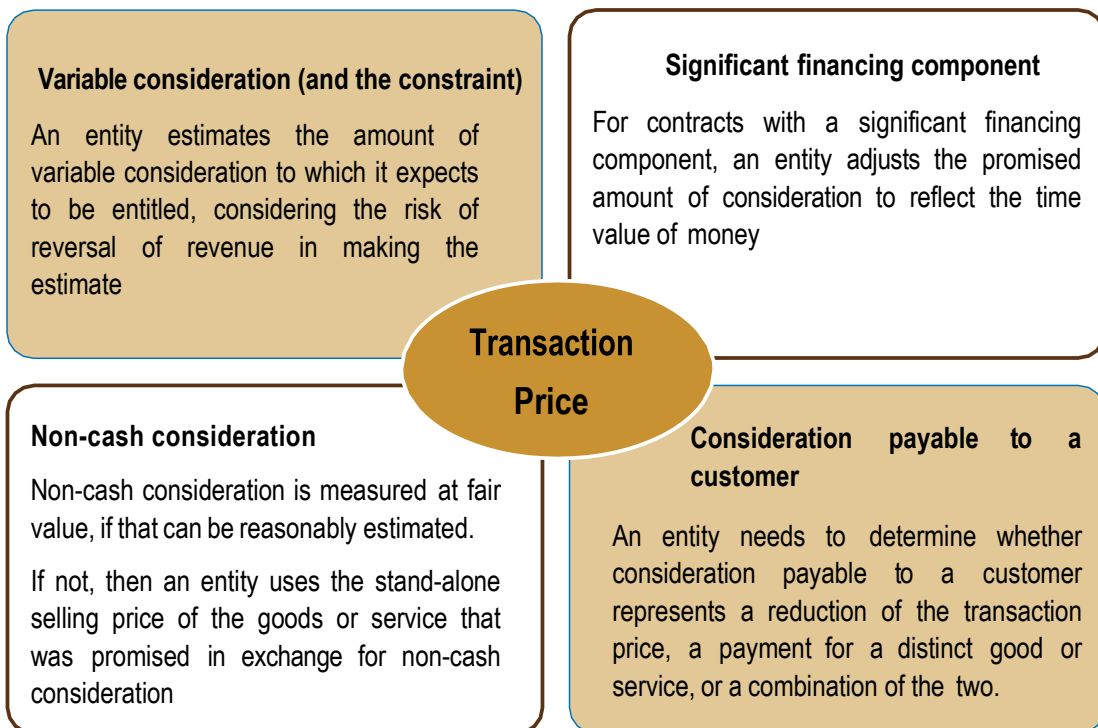 Variable consideration (and the constraint)
An entity estimates the amount of
variable consideration to which it expects
to be entitled, considering the risk of
reversal of revenue in making the
estimate
Significant financing component
For contracts with a significant financing
component, an entity adjusts the promised
amount of consideration to reflect the time
value of money
Transaction
Price
Non-cash consideration
Non-cash consideration is measured at fair
value, if that can be reasonably estimated.
If not, then an entity uses the stand-alone
selling price of the goods or service that
was promised in exchange for non-cash
consideration
Consideration payable to a
customer
An entity needs to determine whether
consideration payable to a customer
represents a reduction of the transaction
price, a payment for a distinct good or
service, or a combination of the two.